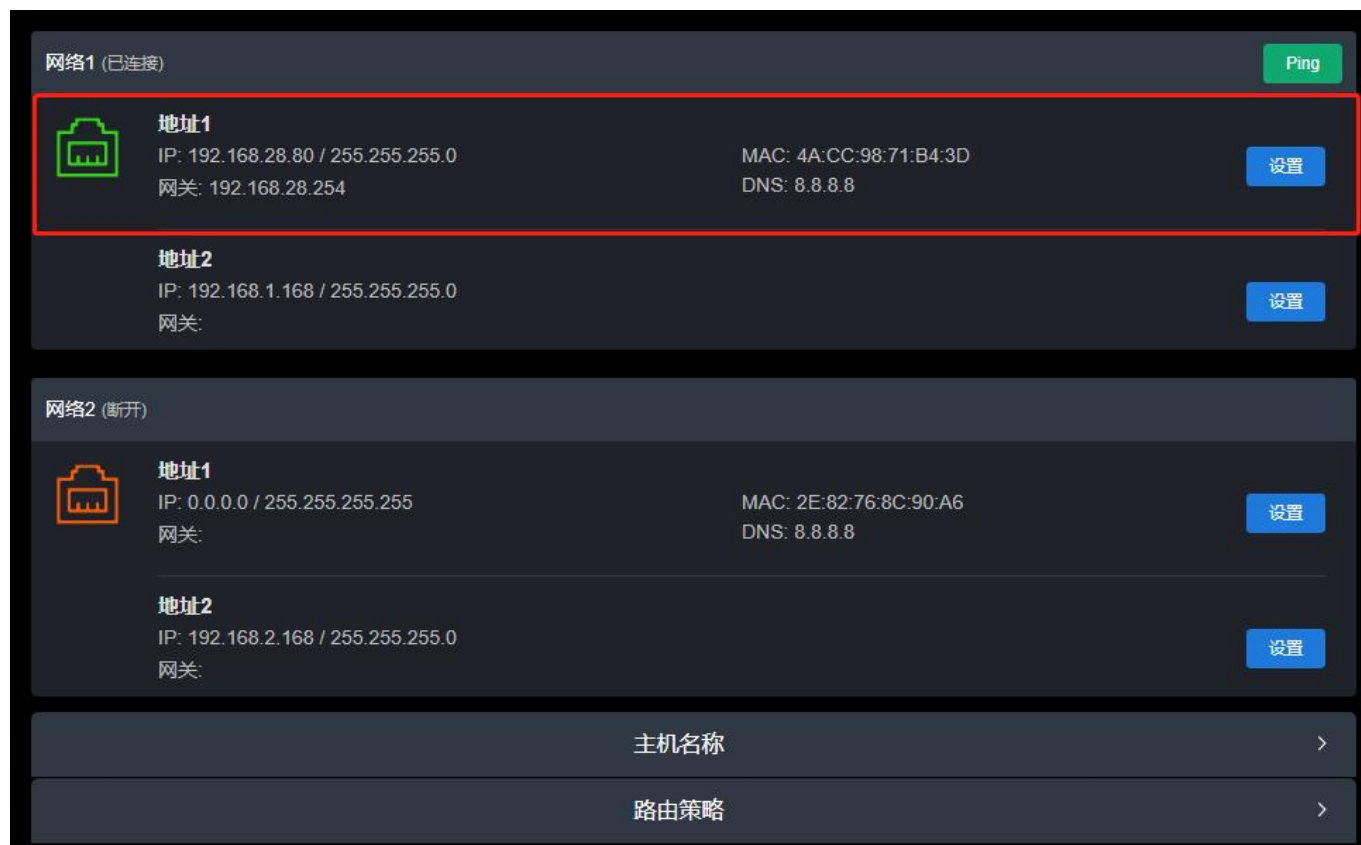 网络1 (已连接)
Ping
地址1
IP: 192.168.28.80 / 255.255.255.0
MAC: 4A:CC:98:71:B4:3D
网关: 192.168.28.254
DNS: 8.8.8.8
设置
地址2
IP: 192.168.1.168 / 255.255.255.0
网关:
设置
网络2 (断开)
地址1
IP: 0.0.0.0 / 255.255.255.255
MAC: 2E:82:76:8C:90:A6
网关:
DNS: 8.8.8.8
设置
地址2
IP: 192.168.2.168 / 255.255.255.0
网关:
设置
主机名称
路由策略